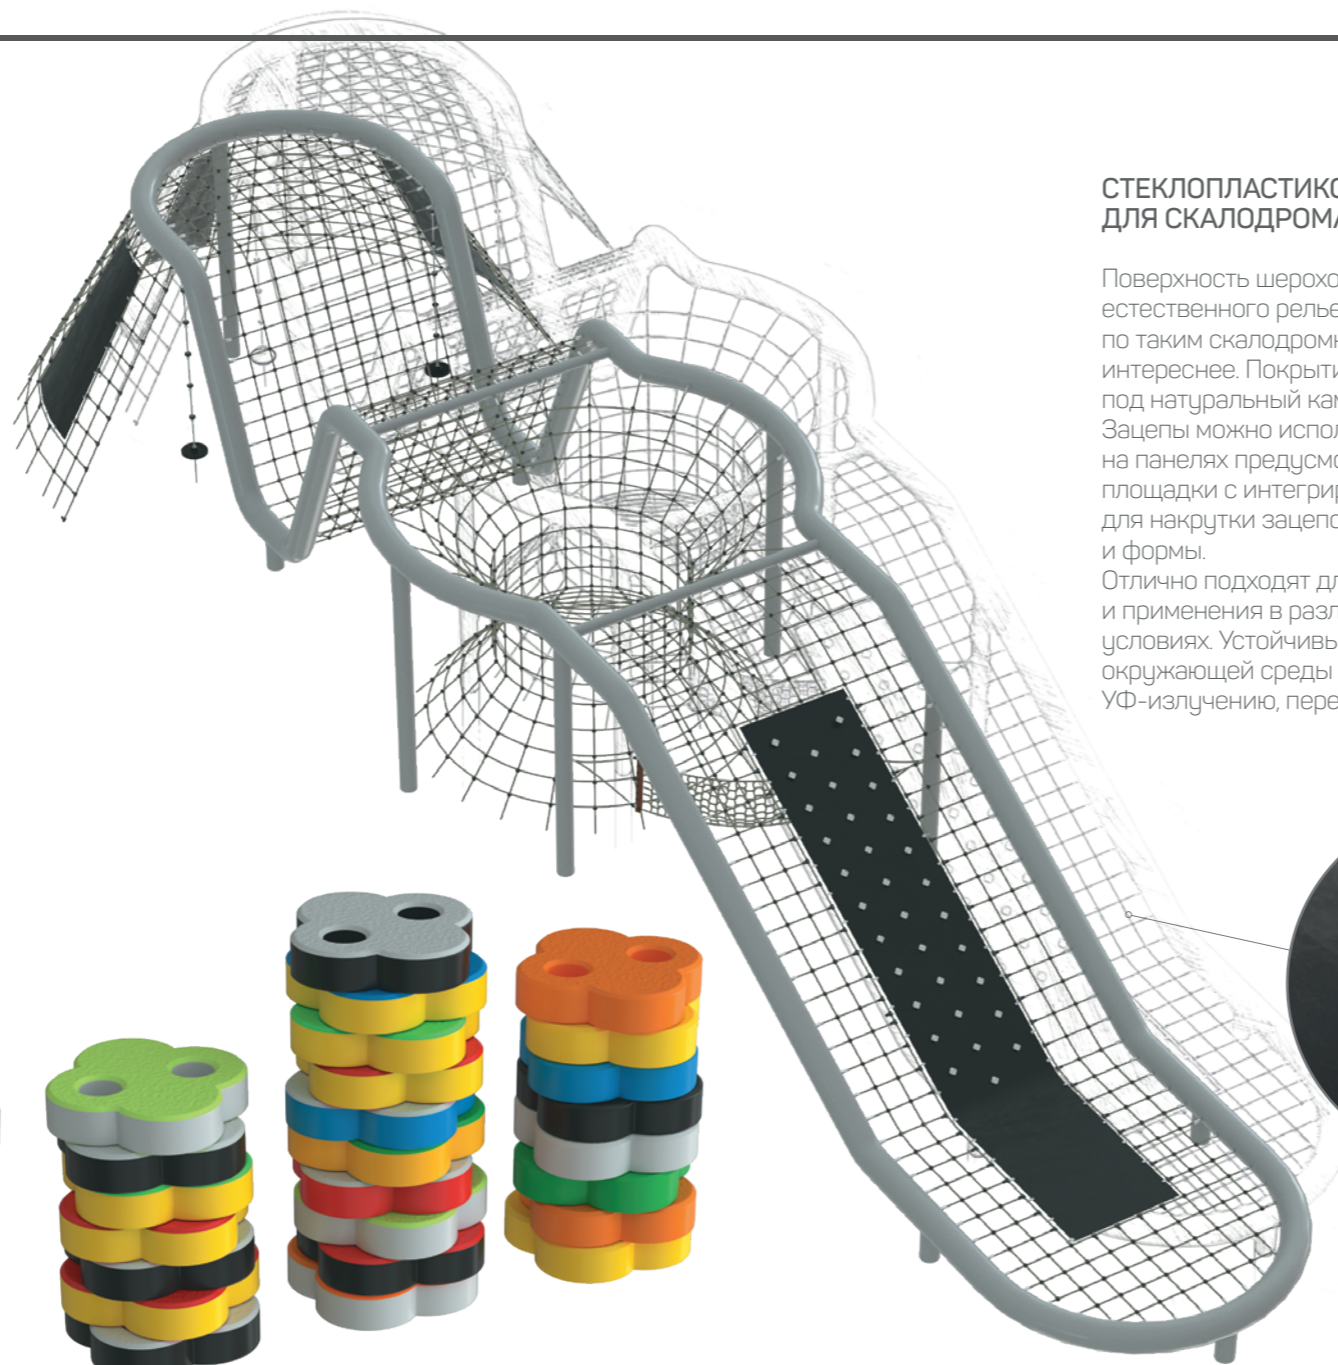 СТЕКЛОПЛАСТИКО
ДЛЯ СКАЛОДРОМА
Поверхность шерохо
естественного релье
по таким скалодром
интереснее. Покрыти
под натуральный кам
Зацепы можно испол
на панелях предусмо
площадки с интегрир
для накрутки зацепо
и формы.
Отлично подходят дл
и применения в разл
условиях. Устойчивы
окружающей среды
УФ-излучению, пере